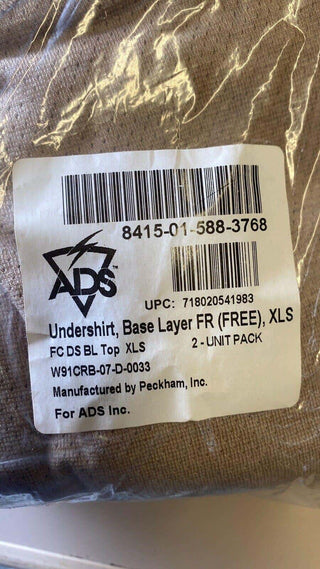 8415-01-588-3768
ADS™
UPC: 718020541983
Undershirt, Base Layer FR (FREE), XLS
FC DS BL Top XLS 2 - UNIT PACK
W91CRB-07-D-0033
Manufactured by Peckham, Inc.
For ADS Inc.